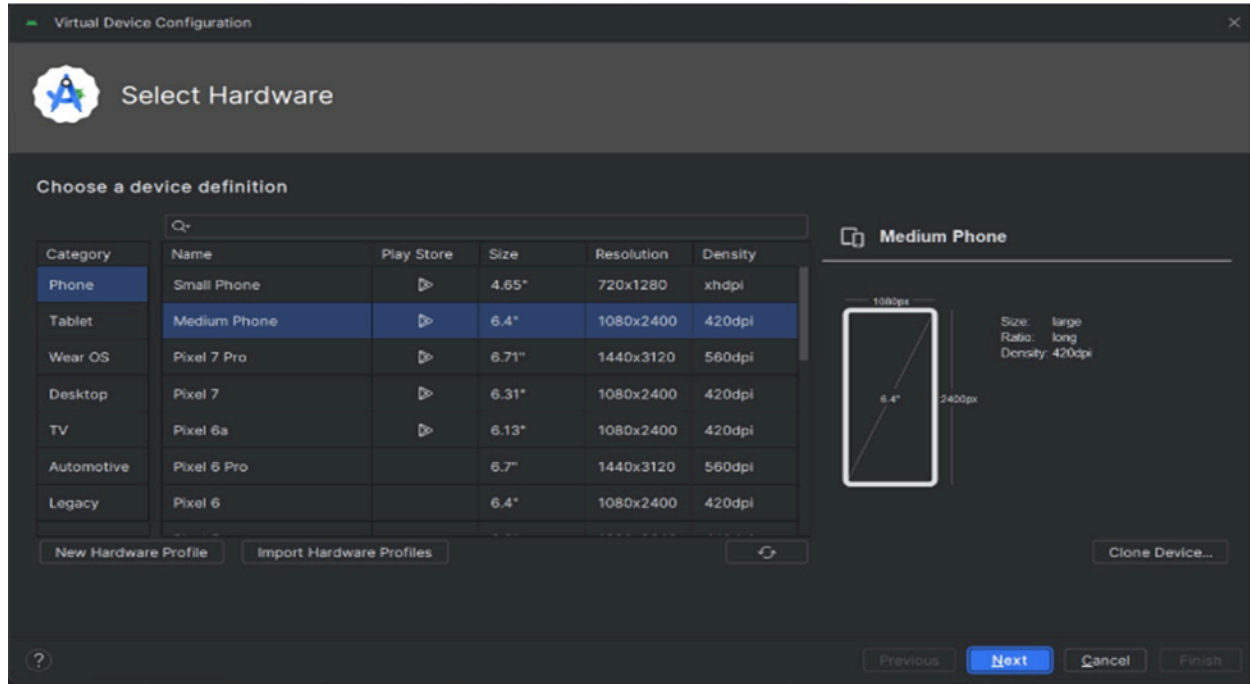 Virtual Device Configuration
Select Hardware
Choose a device definition
Category Name Play Store Size Resolution Density
Phone Small Phone 4.65" 720x1280 xhdpi
Tablet Medium Phone 6.4" 1080x2400 420dpi
Wear OS Pixel 7 Pro 6.71" 1440x3120 560dpi
Desktop Pixel 7 6.31" 1080x2400 420dpi
TV Pixel 6a 6.13" 1080x2400 420dpi
Automotive Pixel 6 Pro 6.7" 1440x3120 560dpi
Legacy Pixel 6 6.4" 1080x2400 420dpi
New Hardware Profile Import Hardware Profiles
Medium Phone
1080px
Size: large
Ratio: long
Density: 420dpi
6.4" 2400px
Clone Device...
? Previous Next Cancel Finish